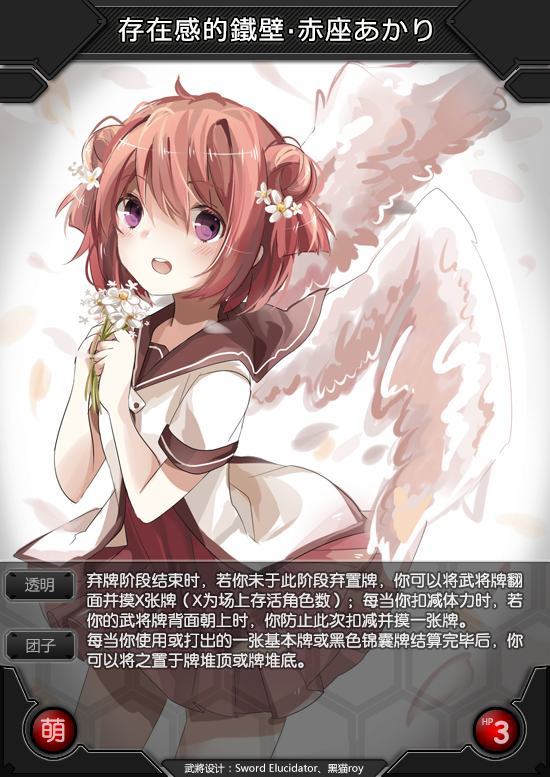 存在感的鐵壁·赤座あかり
透明
弃牌阶段结束时，若你未于此阶段弃置牌，你可以将武将牌翻
面并摸X张牌（X为场上存活角色数）；每当你扣减体力时，若
你的武将牌背面朝上时，你防止此次扣减并摸一张牌。
团子
每当你使用或打出的一张基本牌或黑色锦囊牌结算完毕后，你
可以将之置于牌堆顶或牌堆底。
萌
HP 3
武將设计：Sword Elucidator、黑猫roy